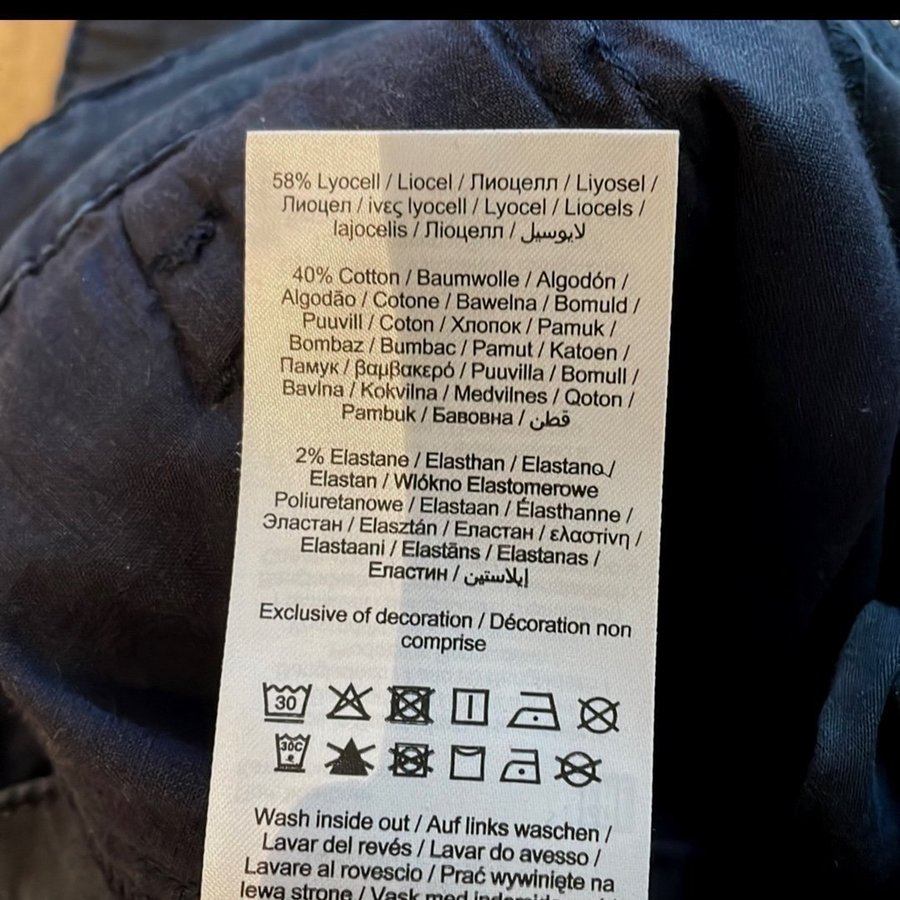 58% Lyocell / Liocel / Лиоцелл / Liyosel /
Лиоцел / ίνες lyocell / Lyocel / Liocels /
lajocelis / Ліоцелл / لايوسيل
40% Cotton / Baumwolle / Algodón /
Algodão / Cotone / Bawełna / Bomuld /
Puuvill / Coton / Хлопок / Pamuk /
Bombaz / Bumbac / Pamut / Katoen /
Памук / βαμβακερό / Puuvilla / Bomull /
Bavlna / Kokvilna / Medvilnes / Qoton /
Pambuk / Бавовна / قطن
2% Elastane / Elasthan / Elastano /
Elastan / Włókno Elastomerowe
Poliuretanowe / Elastaan / Élasthanne /
Эластан / Elasztán / Еластан / ελαστίνη /
Elastaani / Elastāns / Elastanas /
Еластин / إيلاستين
Exclusive of decoration / Décoration non
comprise
30
30C
Wash inside out / Auf links waschen /
Lavar del revés / Lavar do avesso /
Lavare al rovescio / Prać wywinięte na
lewą stronę / Vask med